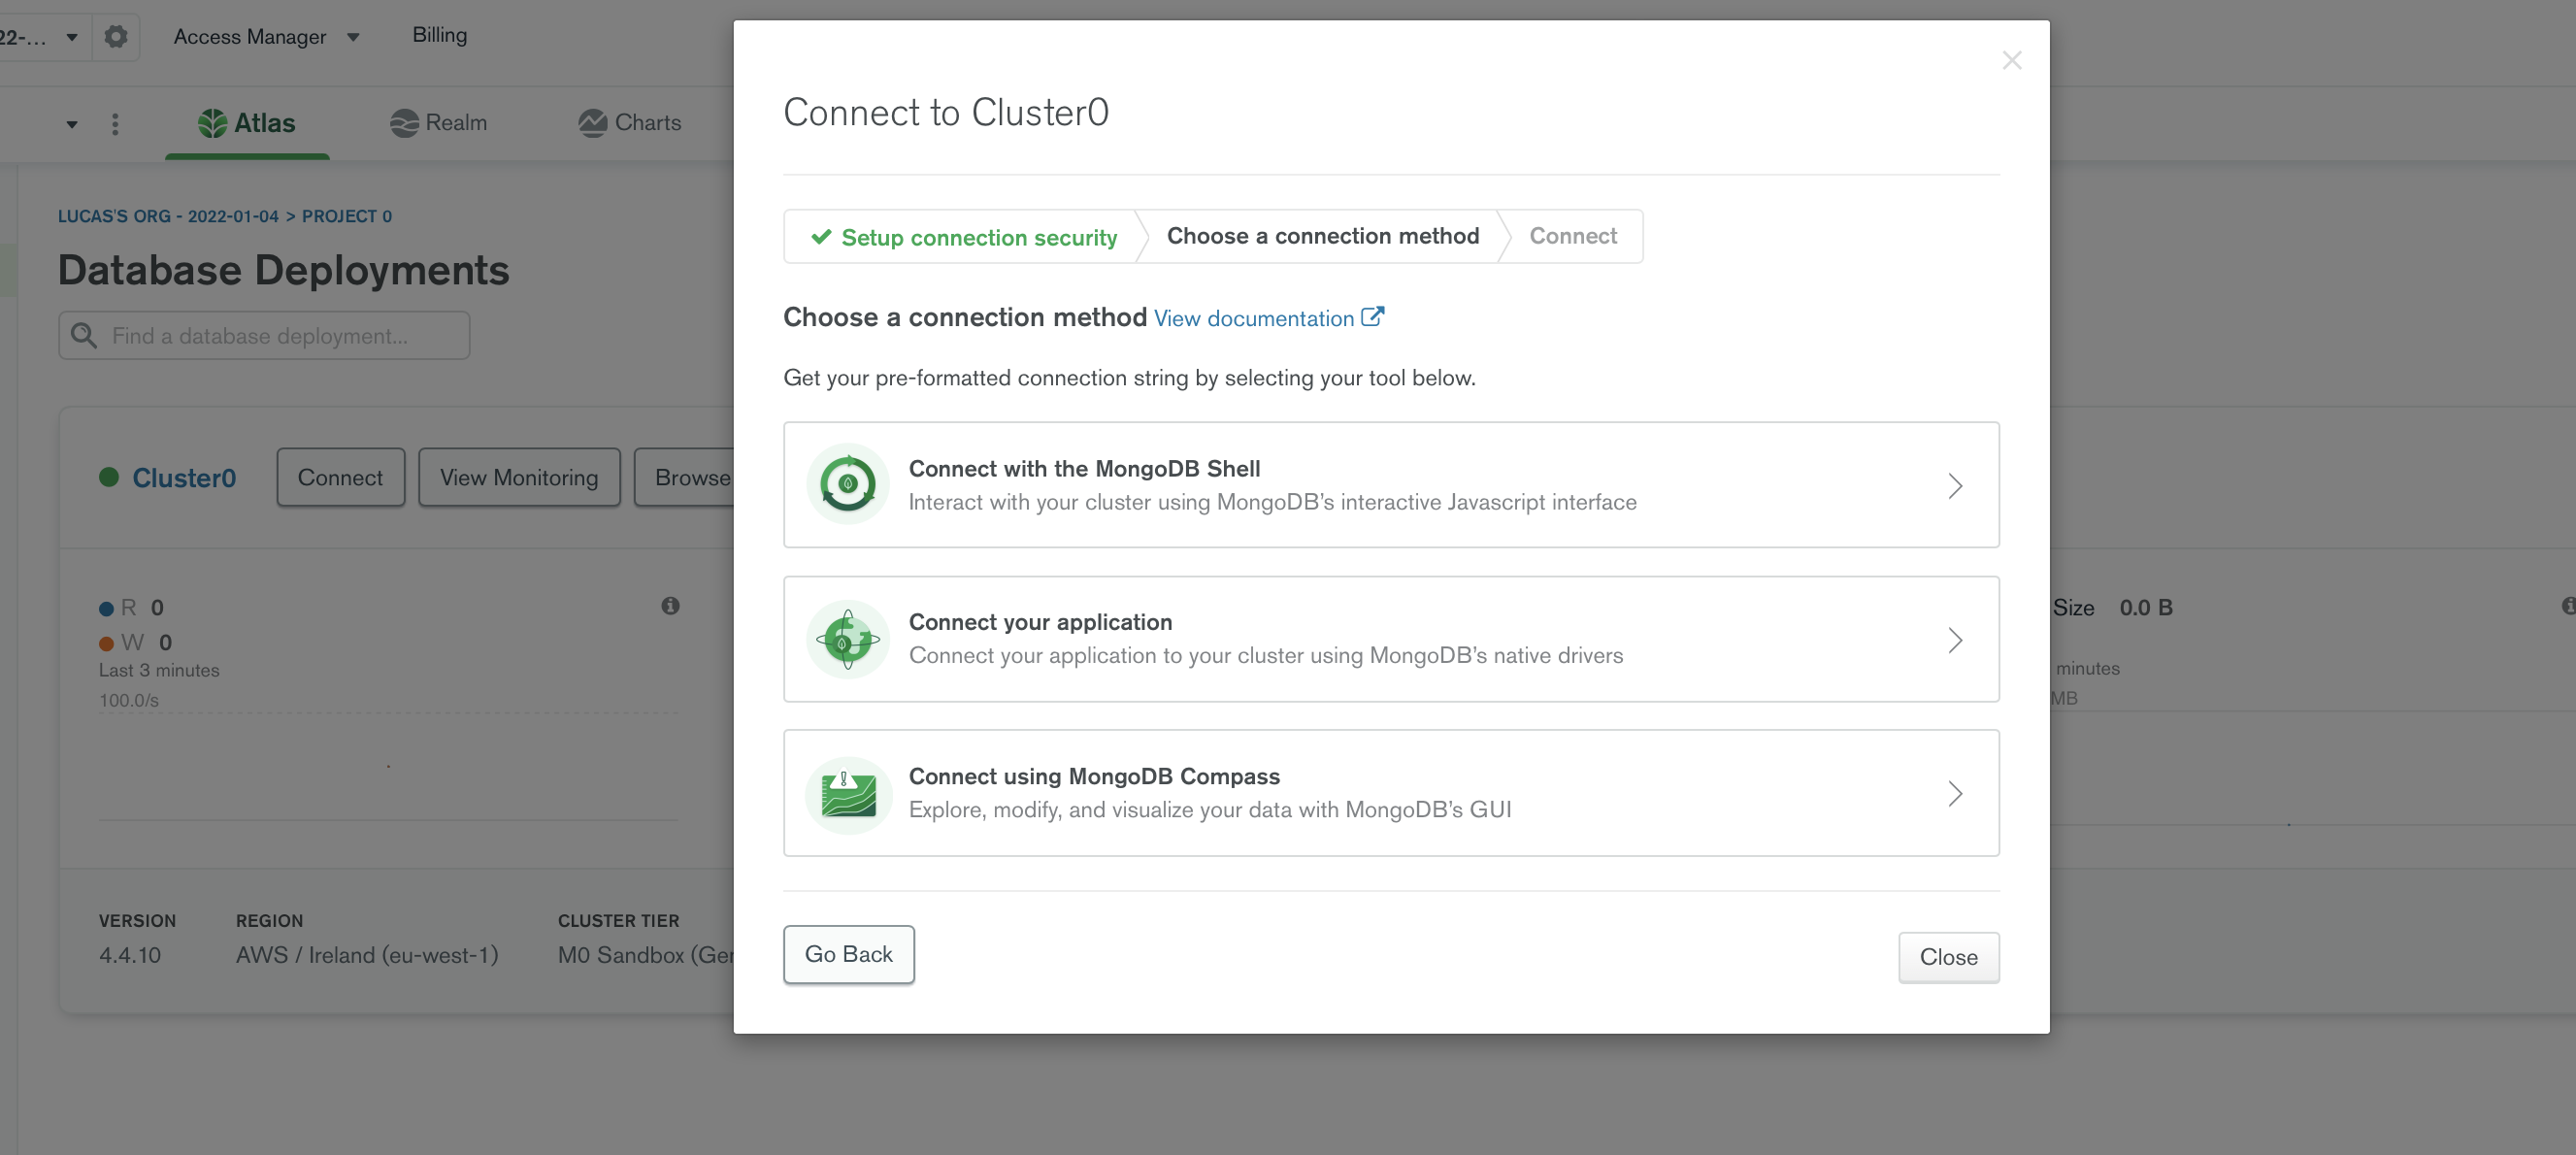 22-...
Access Manager
Billing
Atlas
Realm
Charts
LUCAS'S ORG - 2022-01-04 > PROJECT 0
Database Deployments
Find a database deployment...
Cluster0
Connect
View Monitoring
Browse
R 0
W 0
Last 3 minutes
100.0/s
Size 0.0 B
minutes
MB
VERSION
4.4.10
REGION
AWS / Ireland (eu-west-1)
CLUSTER TIER
M0 Sandbox (Ger
Connect to Cluster0
Setup connection security
Choose a connection method
Connect
Choose a connection method View documentation
Get your pre-formatted connection string by selecting your tool below.
Connect with the MongoDB Shell
Interact with your cluster using MongoDB’s interactive Javascript interface
Connect your application
Connect your application to your cluster using MongoDB’s native drivers
Connect using MongoDB Compass
Explore, modify, and visualize your data with MongoDB’s GUI
Go Back
Close